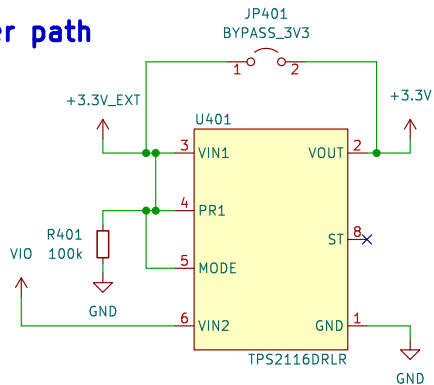 er path
JP401
BYPASS_3V3
1 2
+3.3V_EXT
+3.3V
U401
3 VIN1
VOUT 2
4 PR1
R401
100k
ST 8
VIO
5 MODE
GND
6 VIN2
GND 1
TPS2116DRLR
GND